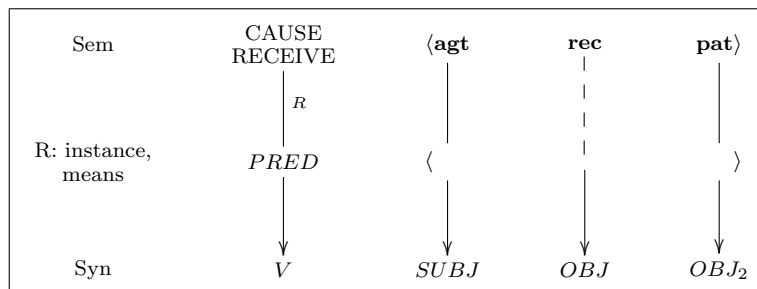 Sem CAUSE RECEIVE ⟨agt rec pat⟩
R
R: instance, means PRED ⟨ ⟩
Syn V SUBJ OBJ OBJ₂